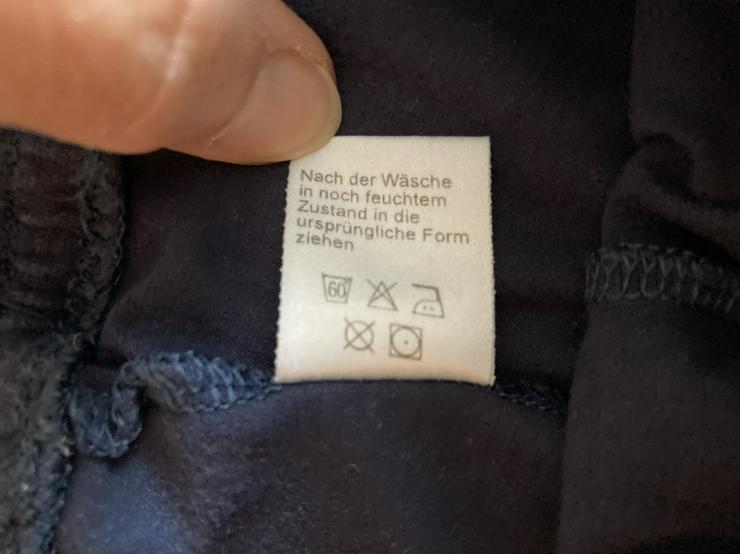 Nach der Wäsche
in noch feuchtem
Zustand in die
ursprüngliche Form
ziehen
60